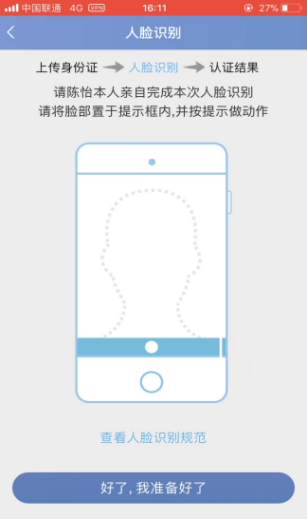 中国联通 4G VPN 16:11 27%
人脸识别
上传身份证 人脸识别 认证结果
请陈怡本人亲自完成本次人脸识别
请将脸部置于提示框内,并按提示做动作
查看人脸识别规范
好了,我准备好了